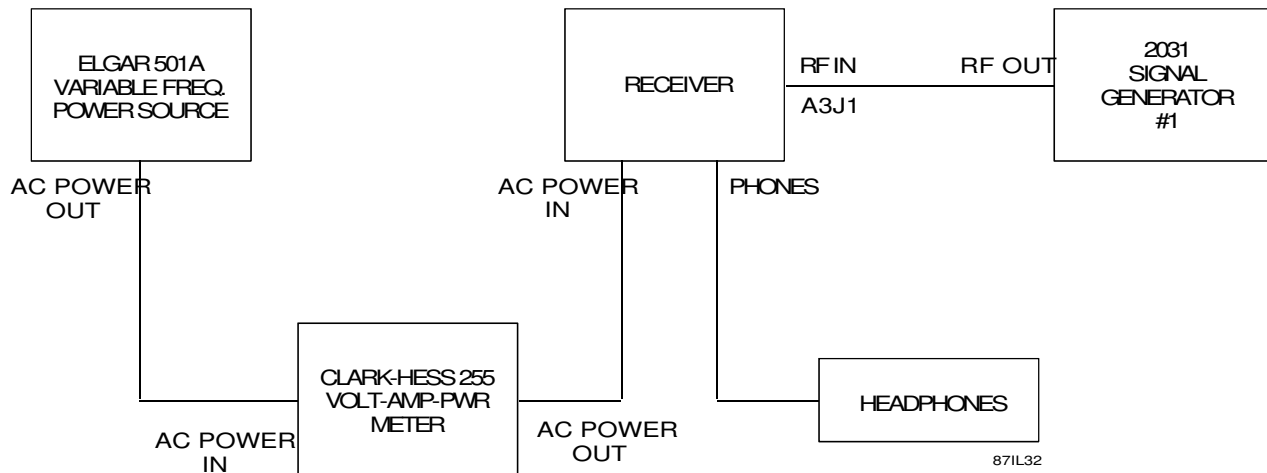 ELGAR 501A
VARIABLE FREQ.
POWER SOURCE
RECEIVER
RF IN
RF OUT
A3J1
2031
SIGNAL
GENERATOR
#1
AC POWER
OUT
AC POWER
IN
PHONES
CLARK-HESS 255
VOLT-AMP-PWR
METER
HEADPHONES
AC POWER
IN
AC POWER
OUT
87IL32